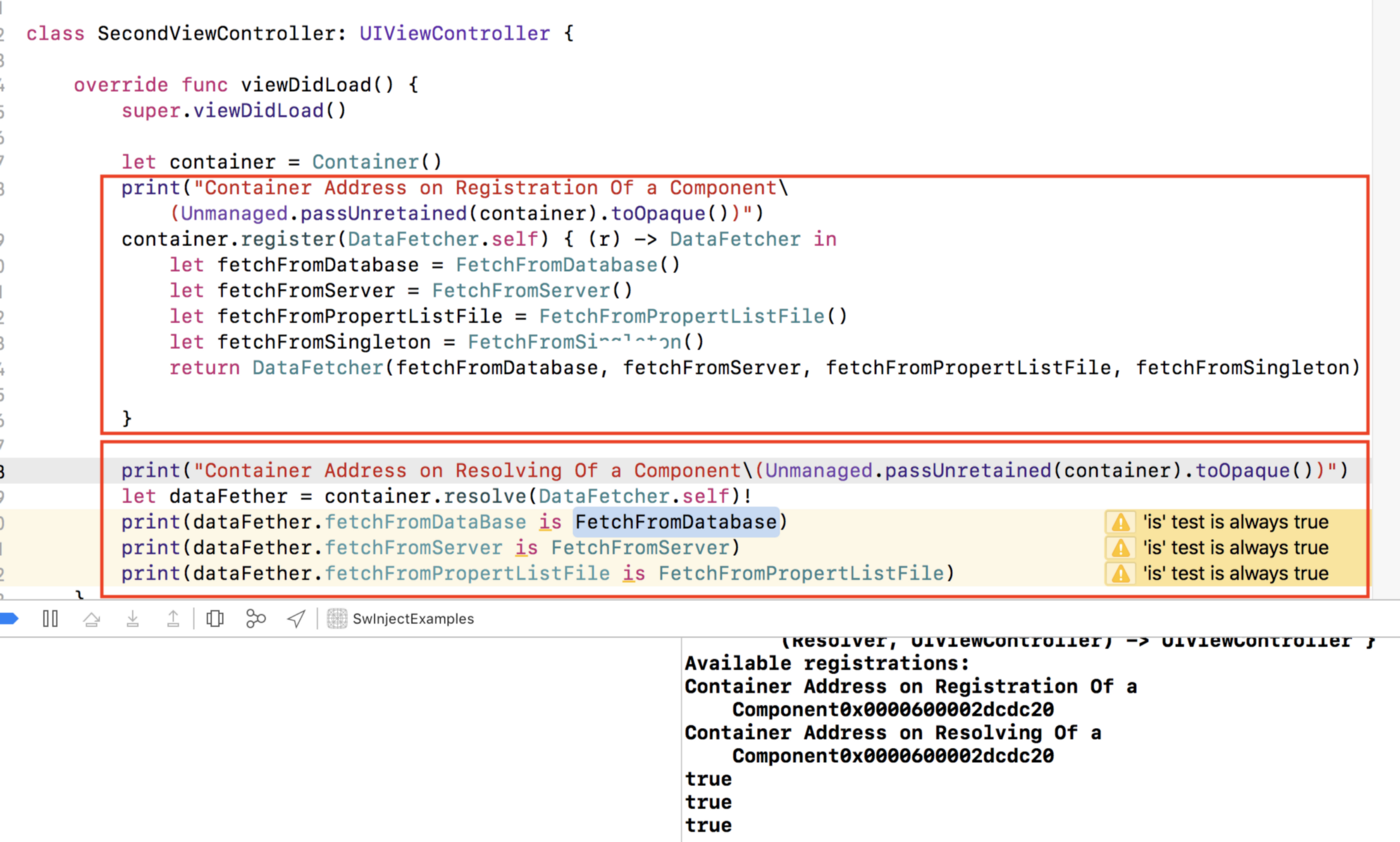 class SecondViewController: UIViewController {
override func viewDidLoad() {
super.viewDidLoad()
let container = Container()
print("Container Address on Registration Of a Component\
(Unmanaged.passUnretained(container).toOpaque())")
container.register(DataFetcher.self) { (r) -> DataFetcher in
let fetchFromDatabase = FetchFromDatabase()
let fetchFromServer = FetchFromServer()
let fetchFromPropertListFile = FetchFromPropertListFile()
let fetchFromSingleton = FetchFromSingleton()
return DataFetcher(fetchFromDatabase, fetchFromServer, fetchFromPropertListFile, fetchFromSingleton)
}
print("Container Address on Resolving Of a Component\(Unmanaged.passUnretained(container).toOpaque())")
let dataFether = container.resolve(DataFetcher.self)!
print(dataFether.fetchFromDataBase is FetchFromDatabase) 'is' test is always true
print(dataFether.fetchFromServer is FetchFromServer) 'is' test is always true
print(dataFether.fetchFromPropertListFile is FetchFromPropertListFile) 'is' test is always true
}
SwInjectExamples
(Resolver, UIViewController) -> UIViewController }
Available registrations:
Container Address on Registration Of a
Component0x0000600002dcdc20
Container Address on Resolving Of a
Component0x0000600002dcdc20
true
true
true